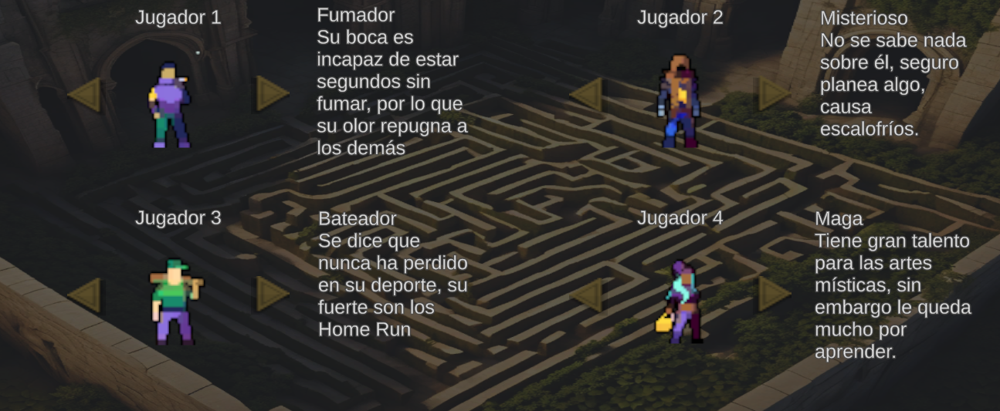 Jugador 1
Fumador
Su boca es
incapaz de estar
segundos sin
fumar, por lo que
su olor repugna a
los demás
Jugador 2
Misterioso
No se sabe nada
sobre él, seguro
planea algo,
causa
escalofríos.
Jugador 3
Bateador
Se dice que
nunca ha perdido
en su deporte, su
fuerte son los
Home Run
Jugador 4
Maga
Tiene gran talento
para las artes
místicas, sin
embargo le queda
mucho por
aprender.